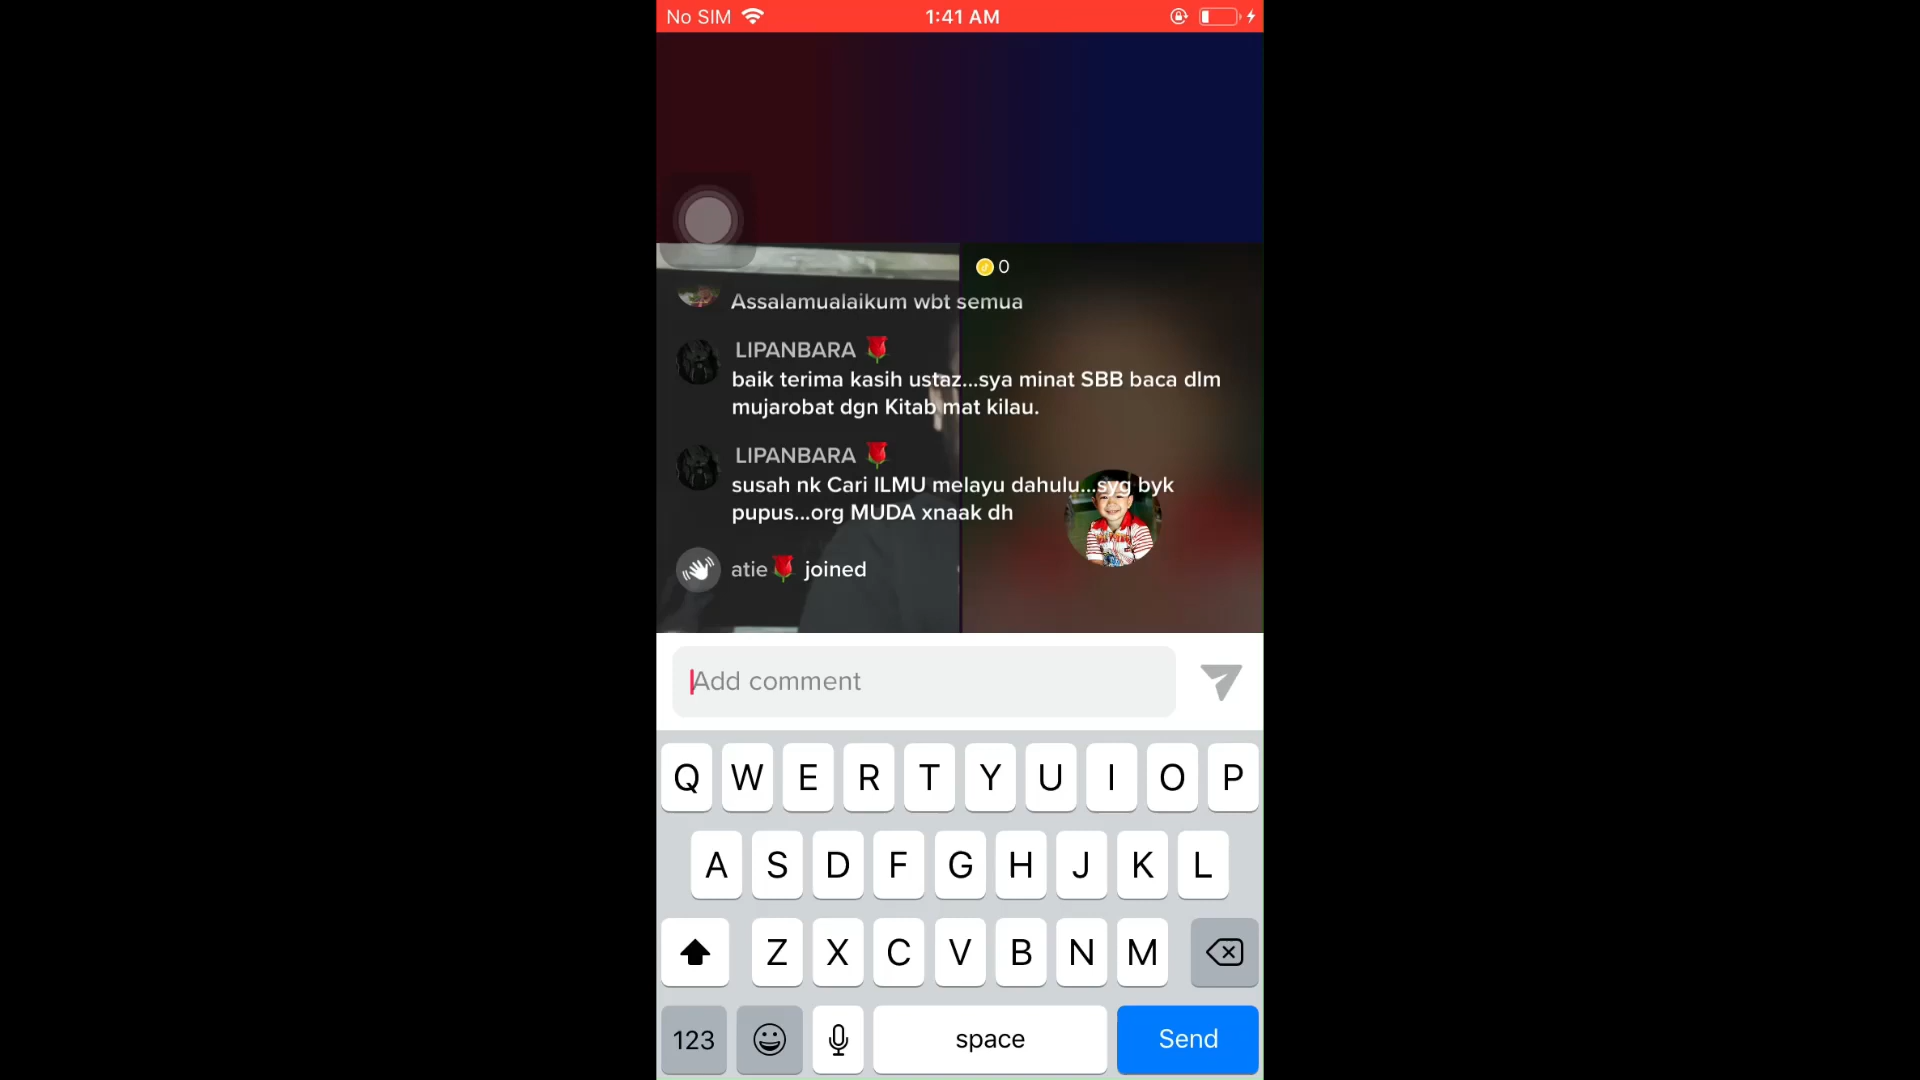 No SIM 1:41 AM
0
Assalamualaikum wbt semua
LIPANBARA 🌹
baik terima kasih ustaz...sya minat SBB baca dlm
mujarobat dgn Kitab mat kilau.
LIPANBARA 🌹
susah nk Cari ILMU melayu dahulu...syg byk
pupus...org MUDA xnaak dh
atie🌹 joined
Add comment
Q W E R T Y U I O P
A S D F G H J K L
Z X C V B N M
123 space Send